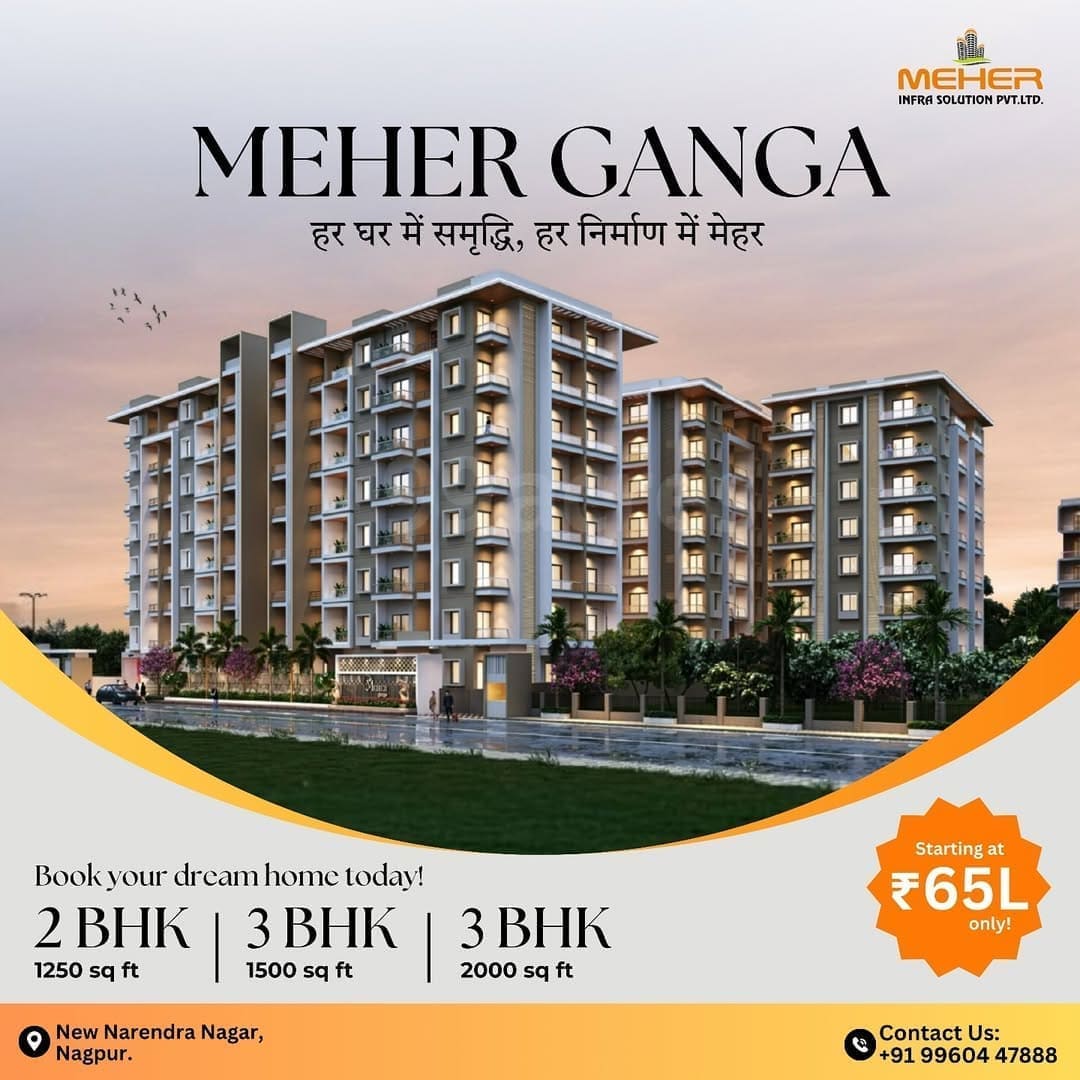 MEHER
INFRA SOLUTION PVT.LTD.
MEHER GANGA
हर घर में समृद्धि, हर निर्माण में मेहर
MEHER
Book your dream home today!
2 BHK
1250 sq ft
3 BHK
1500 sq ft
3 BHK
2000 sq ft
Starting at
₹65L
only!
New Narendra Nagar,
Nagpur.
Contact Us:
+91 99604 47888